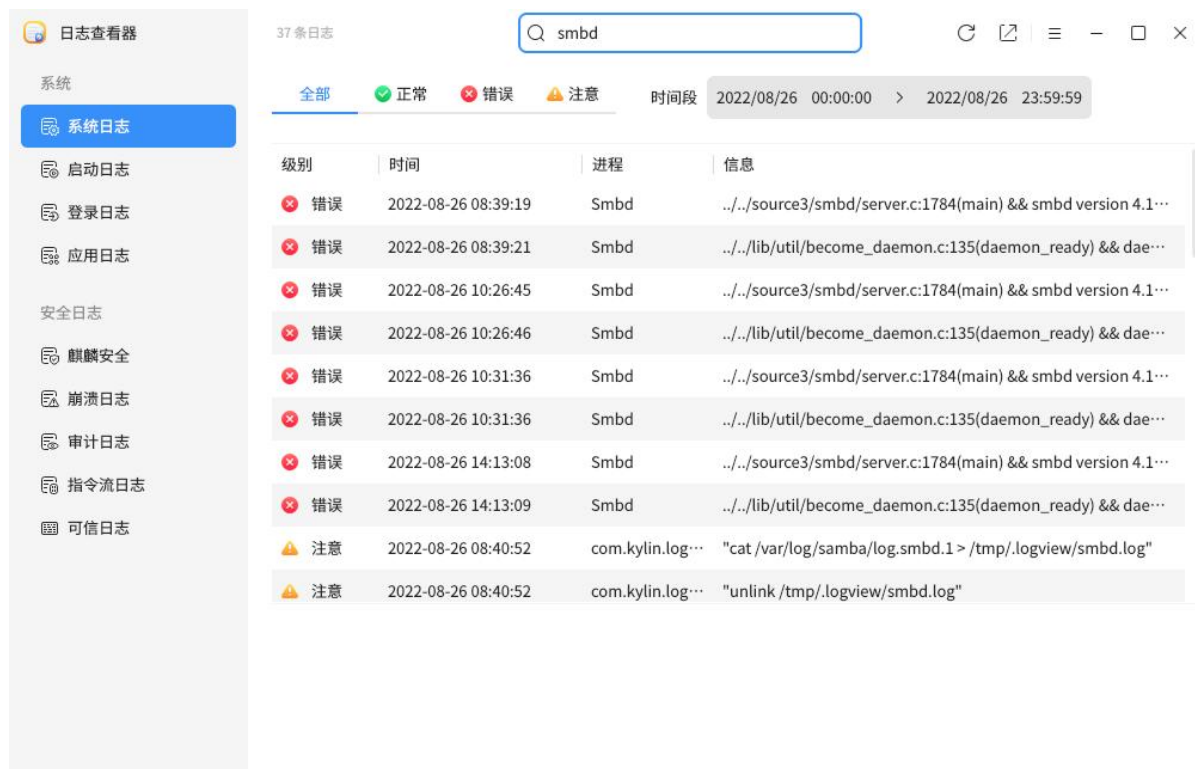 日志查看器
37 条日志
smbd
系统
系统日志
启动日志
登录日志
应用日志
安全日志
麒麟安全
崩溃日志
审计日志
指令流日志
可信日志
全部 正常 错误 注意 时间段 2022/08/26 00:00:00 > 2022/08/26 23:59:59
级别 时间 进程 信息
错误 2022-08-26 08:39:19 Smbd ../../source3/smbd/server.c:1784(main) && smbd version 4.1···
错误 2022-08-26 08:39:21 Smbd ../../lib/util/become_daemon.c:135(daemon_ready) && dae···
错误 2022-08-26 10:26:45 Smbd ../../source3/smbd/server.c:1784(main) && smbd version 4.1···
错误 2022-08-26 10:26:46 Smbd ../../lib/util/become_daemon.c:135(daemon_ready) && dae···
错误 2022-08-26 10:31:36 Smbd ../../source3/smbd/server.c:1784(main) && smbd version 4.1···
错误 2022-08-26 10:31:36 Smbd ../../lib/util/become_daemon.c:135(daemon_ready) && dae···
错误 2022-08-26 14:13:08 Smbd ../../source3/smbd/server.c:1784(main) && smbd version 4.1···
错误 2022-08-26 14:13:09 Smbd ../../lib/util/become_daemon.c:135(daemon_ready) && dae···
注意 2022-08-26 08:40:52 com.kylin.log··· "cat /var/log/samba/log.smbd.1 > /tmp/.logview/smbd.log"
注意 2022-08-26 08:40:52 com.kylin.log··· "unlink /tmp/.logview/smbd.log"